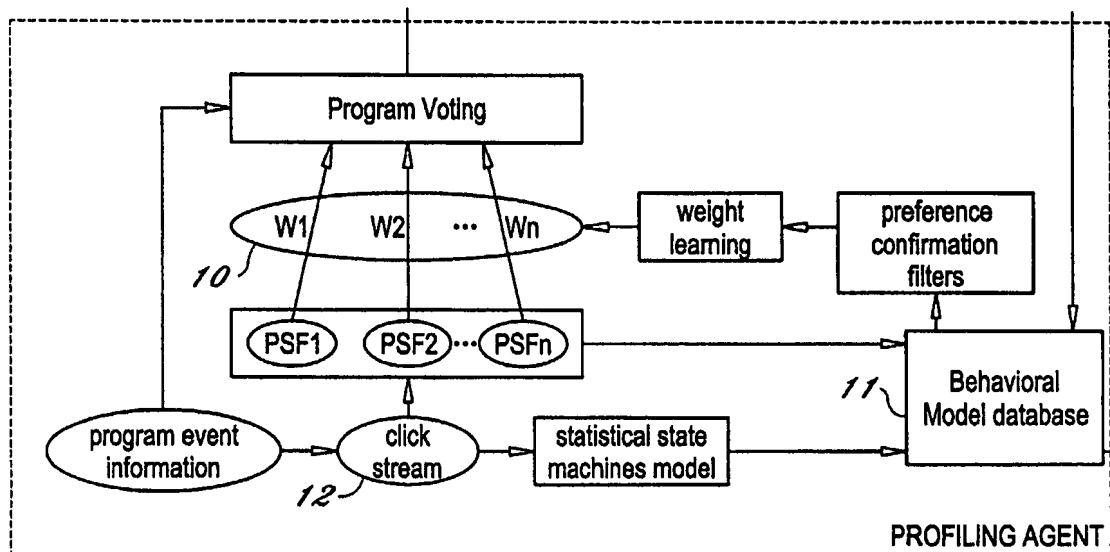 Program Voting
W1 W2 ... Wn
10
weight
learning
preference
confirmation
filters
PSF1 PSF2 ... PSFn
11
Behavioral
Model database
program event
information
click
stream
12
statistical state
machines model
PROFILING AGENT